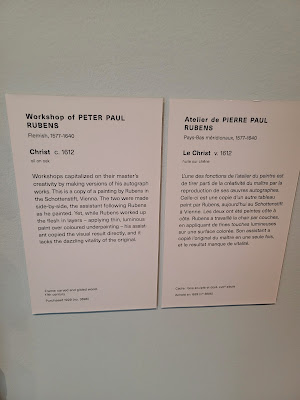 Workshop of PETER PAUL
RUBENS
Flemish, 1577-1640
Christ c. 1612
oil on oak
Workshops capitalized on their master's
creativity by making versions of his autograph
works. This is a copy of a painting by Rubens in
the Schottenstift, Vienna. The two were made
side-by-side, the assistant following Rubens
as he painted. Yet, while Rubens worked up
the flesh in layers – applying thin, luminous
paint over coloured underpainting – his assist-
ant copied the visual result directly, and it
lacks the dazzling vitality of the original.
Purchased 1928
Atelier de PIERRE PAUL
RUBENS
Pays-Bas méridionaux, 1577-1640
Le Christ v. 1612
huile sur chêne
L'une des fonctions de l'atelier du peintre est
de tirer parti de la créativité du maître par la
reproduction de ses œuvres autographes.
Celle-ci est une copie d'un autre tableau
peint par Rubens, aujourd'hui au Schottenstift
à Vienne. Les deux ont été peintes côte à
côte. Rubens a travaillé la chair par couches,
en appliquant de fines touches lumineuses
sur une surface colorée. Son assistant a
copié l'original du maître en une seule fois,
et le résultat manque de vitalité.